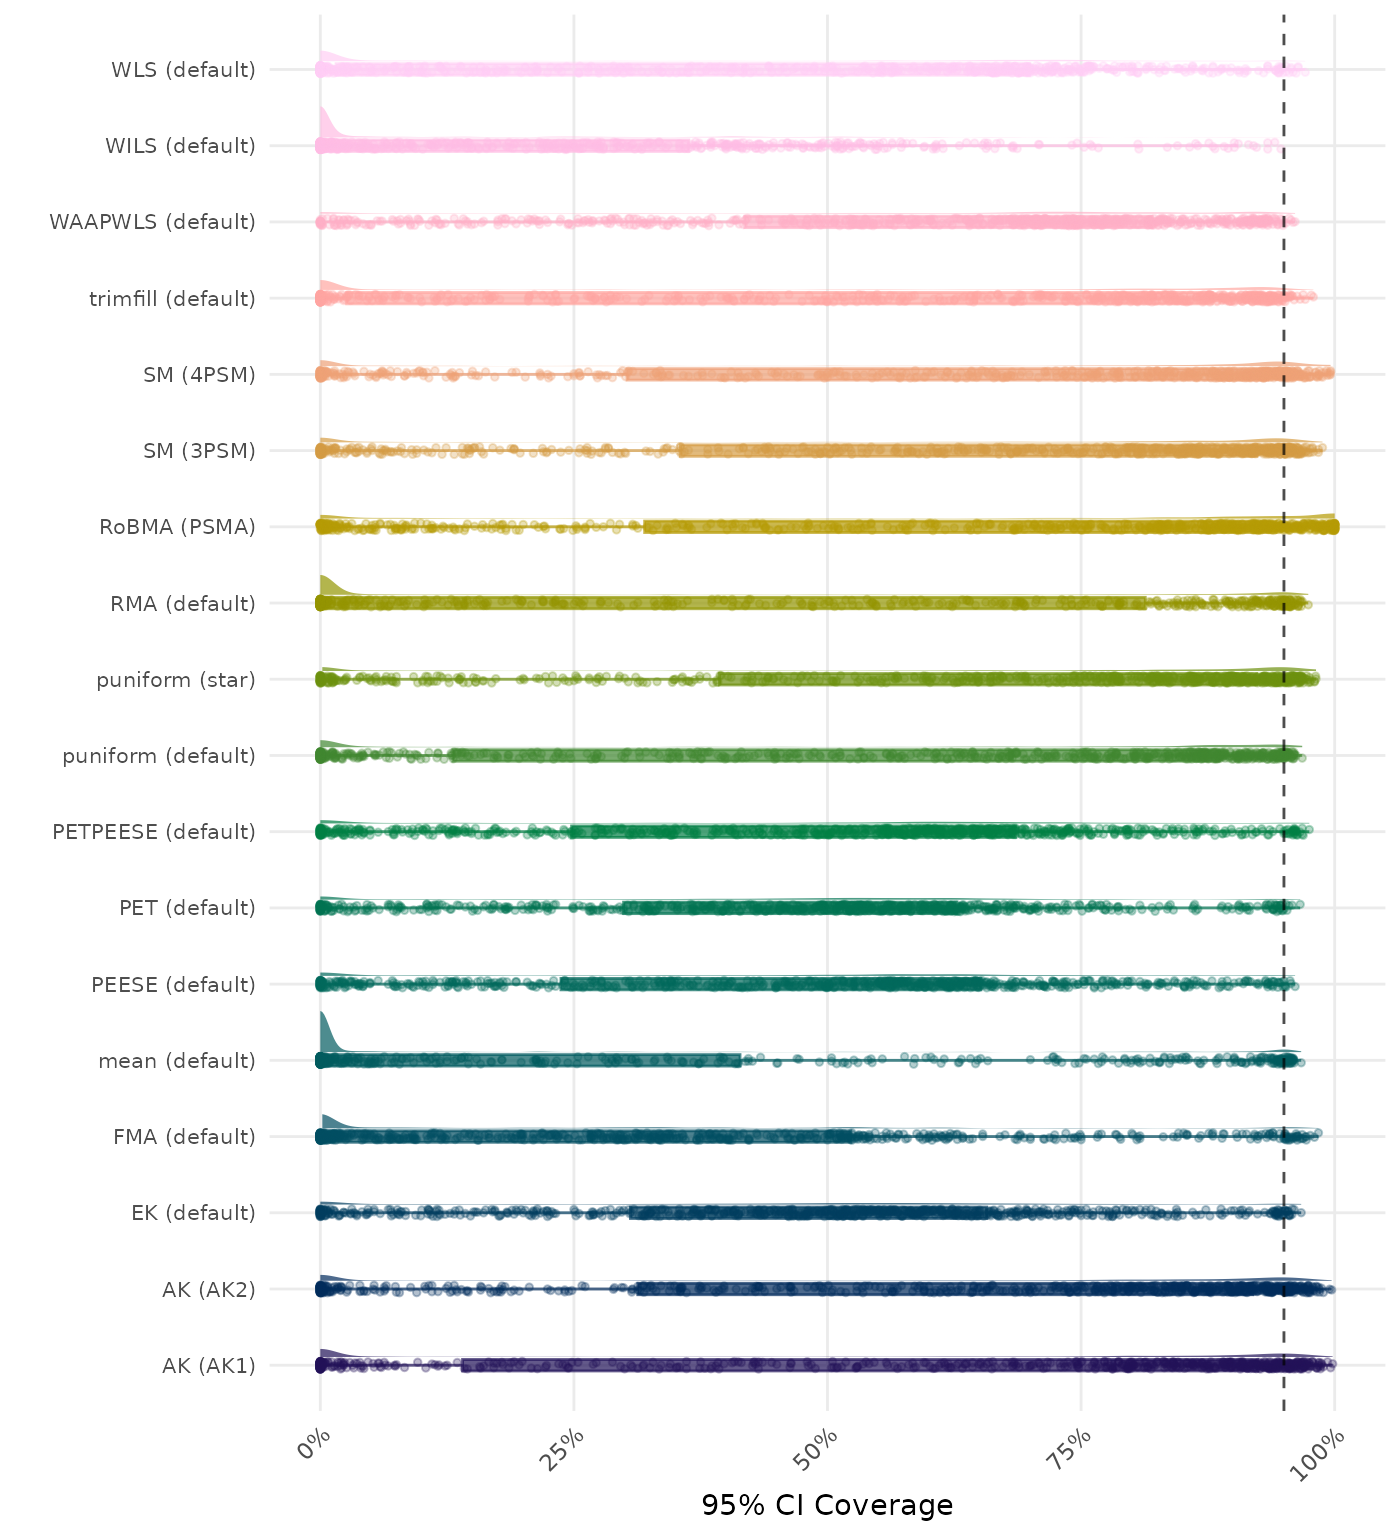 WLS (default)
WILS (default)
WAAPWLS (default)
trimfill (default)
SM (4PSM)
SM (3PSM)
RoBMA (PSMA)
RMA (default)
puniform (star)
puniform (default)
PETPEESE (default)
PET (default)
PEESE (default)
mean (default)
FMA (default)
EK (default)
AK (AK2)
AK (AK1)
0%
25%
50%
75%
100%
95% CI Coverage